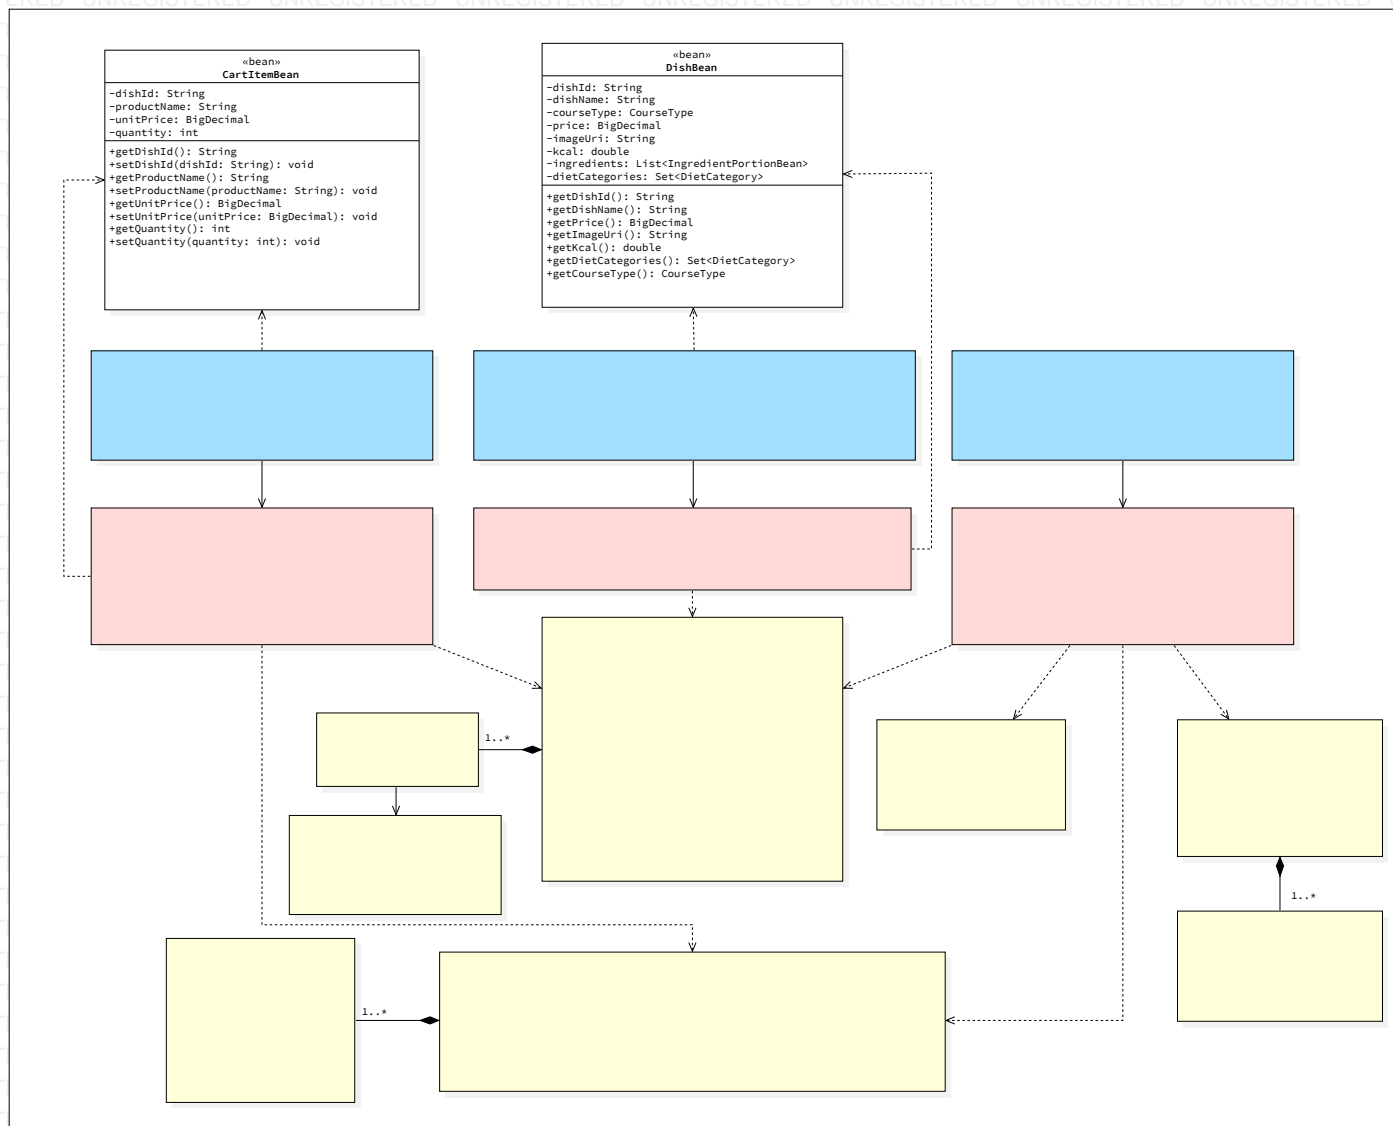 UNREGISTERED UNREGISTERED UNREGISTERED UNREGISTERED UNREGISTERED UNREGISTERED UNREGISTERED
«bean»
CartItemBean
-dishId: String
-productName: String
-unitPrice: BigDecimal
-quantity: int
+getDishId(): String
+setDishId(dishId: String): void
+getProductName(): String
+setProductName(productName: String): void
+getUnitPrice(): BigDecimal
+setUnitPrice(unitPrice: BigDecimal): void
+getQuantity(): int
+setQuantity(quantity: int): void
«bean»
DishBean
-dishId: String
-dishName: String
-courseType: CourseType
-price: BigDecimal
-imageUri: String
-kcal: double
-ingredients: List<IngredientPortionBean>
-dietCategories: Set<DietCategory>
+getDishId(): String
+getDishName(): String
+getPrice(): BigDecimal
+getImageUri(): String
+getKcal(): double
+getDietCategories(): Set<DietCategory>
+getCourseType(): CourseType
1..*
1..*
1..*